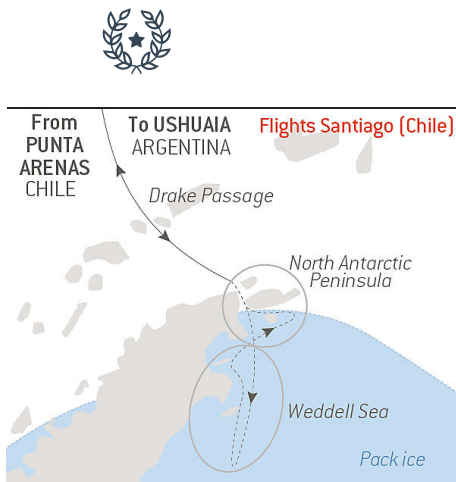 From
PUNTA
ARENAS
CHILE
To USHUAIA
ARGENTINA
Flights Santiago (Chile)
Drake Passage
North Antarctic
Peninsula
Weddell Sea
Pack ice